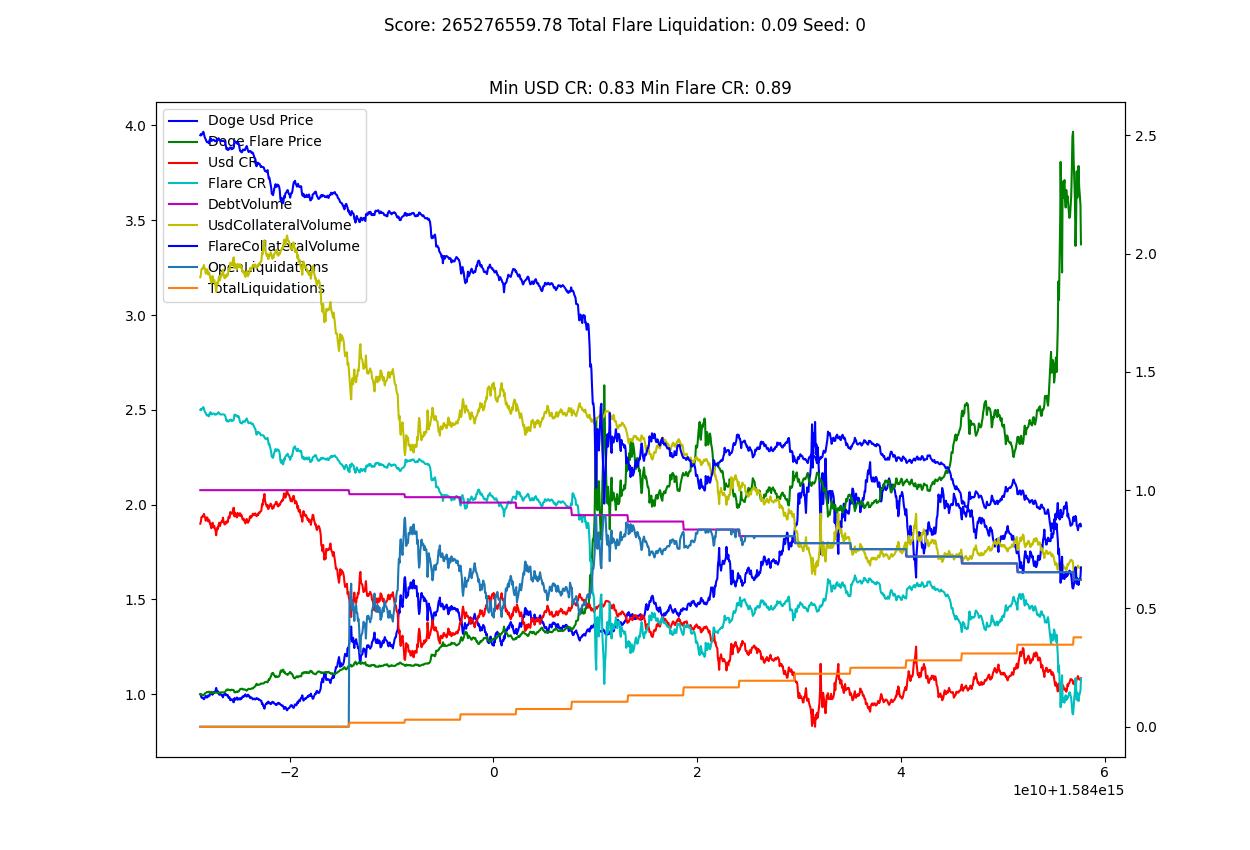 Score: 265276559.78 Total Flare Liquidation: 0.09 Seed: 0
Min USD CR: 0.83 Min Flare CR: 0.89
Doge Usd Price
Doge Flare Price
Usd CR
Flare CR
DebtVolume
UsdCollateralVolume
FlareCollateralVolume
OpenLiquidations
TotalLiquidations
4.0
3.5
3.0
2.5
2.0
1.5
1.0
2.5
2.0
1.5
1.0
0.5
0.0
−2
0
2
4
6
1e10+1.584e15